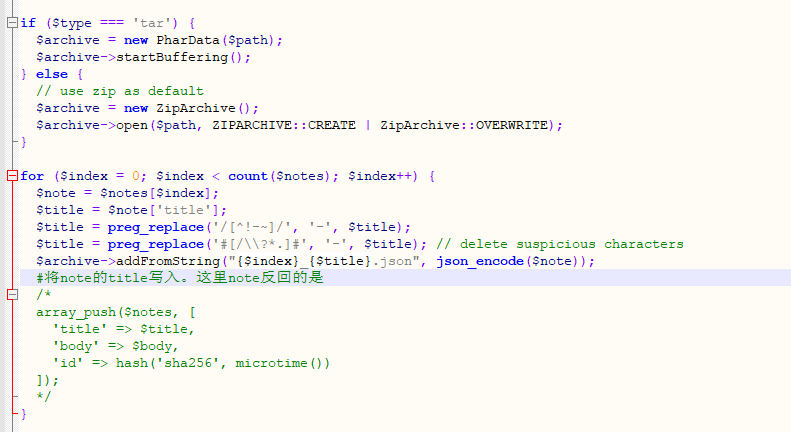 if ($type === 'tar') {
  $archive = new PharData($path);
  $archive->startBuffering();
} else {
  // use zip as default
  $archive = new ZipArchive();
  $archive->open($path, ZIPARCHIVE::CREATE | ZipArchive::OVERWRITE);
}
for ($index = 0; $index < count($notes); $index++) {
  $note = $notes[$index];
  $title = $note['title'];
  $title = preg_replace('/[^!-~]/', '-', $title);
  $title = preg_replace('#[/\\?*.]#', '-', $title); // delete suspicious characters
  $archive->addFromString("{$index}_{$title}.json", json_encode($note));
  #将note的title写入。这里note反回的是
  /*
  array_push($notes, [
    'title' => $title,
    'body' => $body,
    'id' => hash('sha256', microtime())
  ]);
  */
}